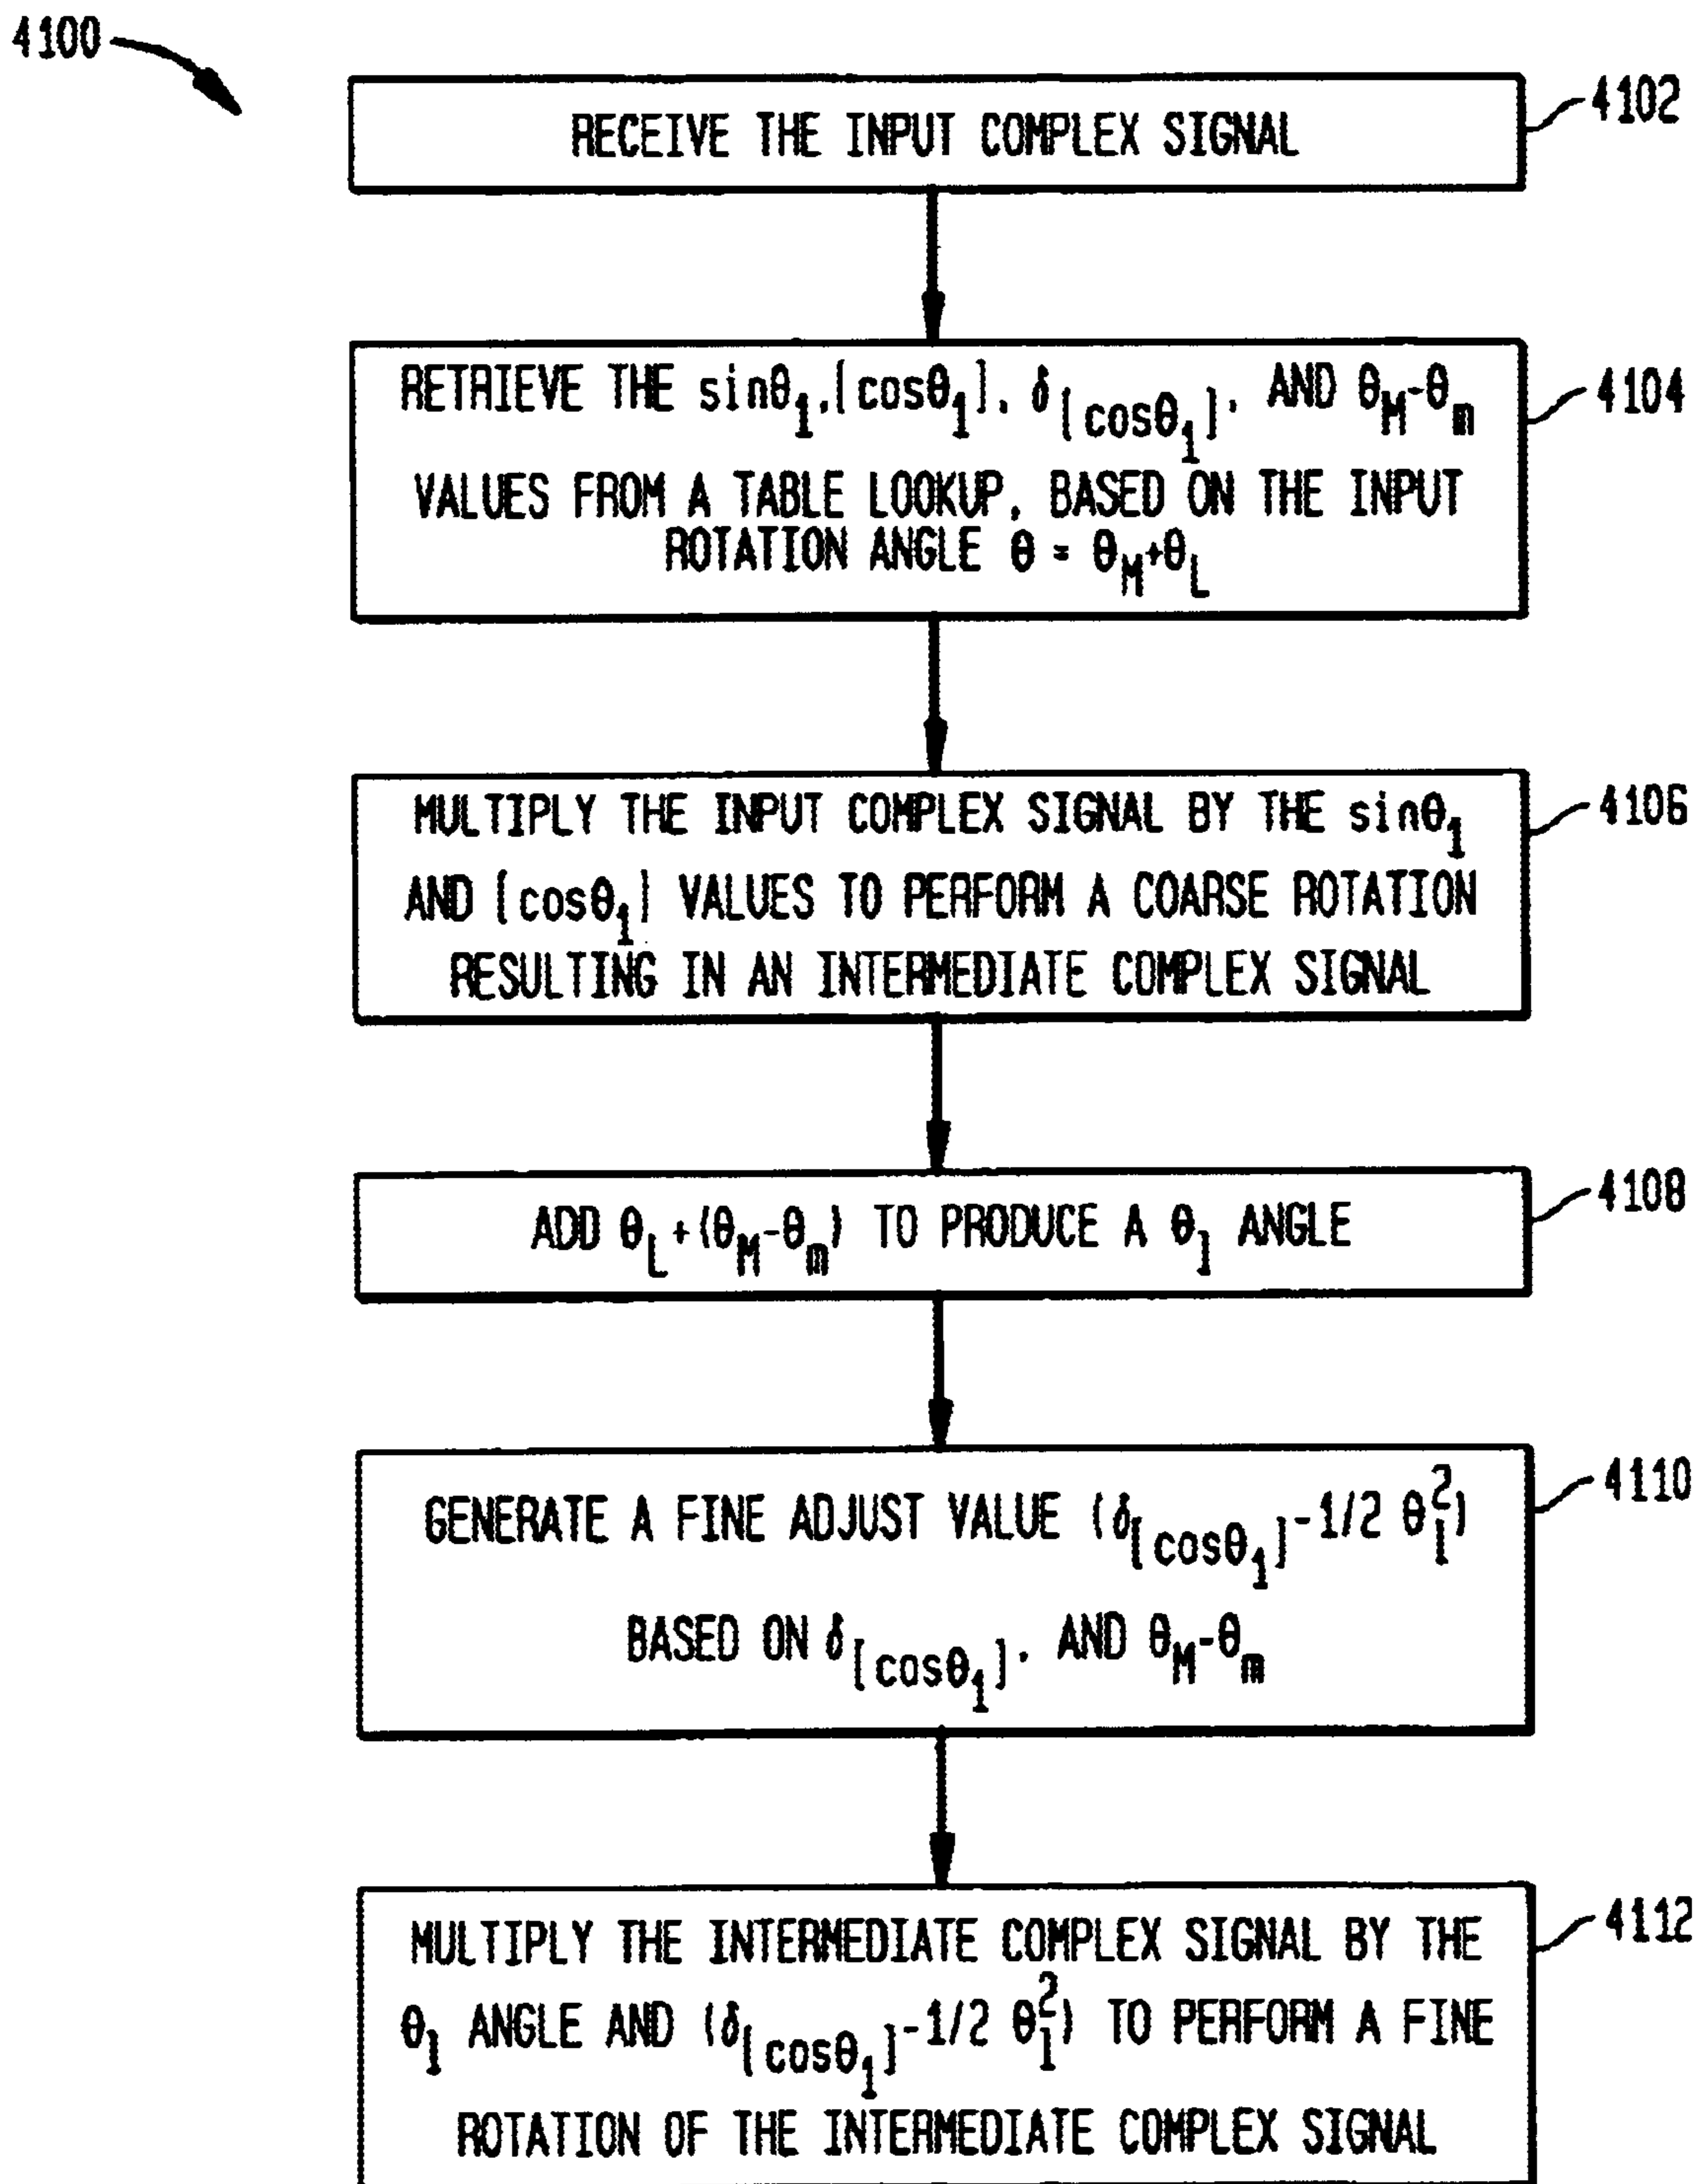 4100
RECEIVE THE INPUT COMPLEX SIGNAL
4102
RETRIEVE THE sinθ₁, [cosθ₁], δ[cosθ₁], AND θM-θm
VALUES FROM A TABLE LOOKUP, BASED ON THE INPUT
ROTATION ANGLE θ = θM+θL
4104
MULTIPLY THE INPUT COMPLEX SIGNAL BY THE sinθ₁
AND [cosθ₁] VALUES TO PERFORM A COARSE ROTATION
RESULTING IN AN INTERMEDIATE COMPLEX SIGNAL
4106
ADD θL+(θM-θm) TO PRODUCE A θl ANGLE
4108
GENERATE A FINE ADJUST VALUE (δ[cosθ₁]-1/2 θl²)
BASED ON δ[cosθ₁], AND θM-θm
4110
MULTIPLY THE INTERMEDIATE COMPLEX SIGNAL BY THE
θl ANGLE AND (δ[cosθ₁]-1/2 θl²) TO PERFORM A FINE
ROTATION OF THE INTERMEDIATE COMPLEX SIGNAL
4112